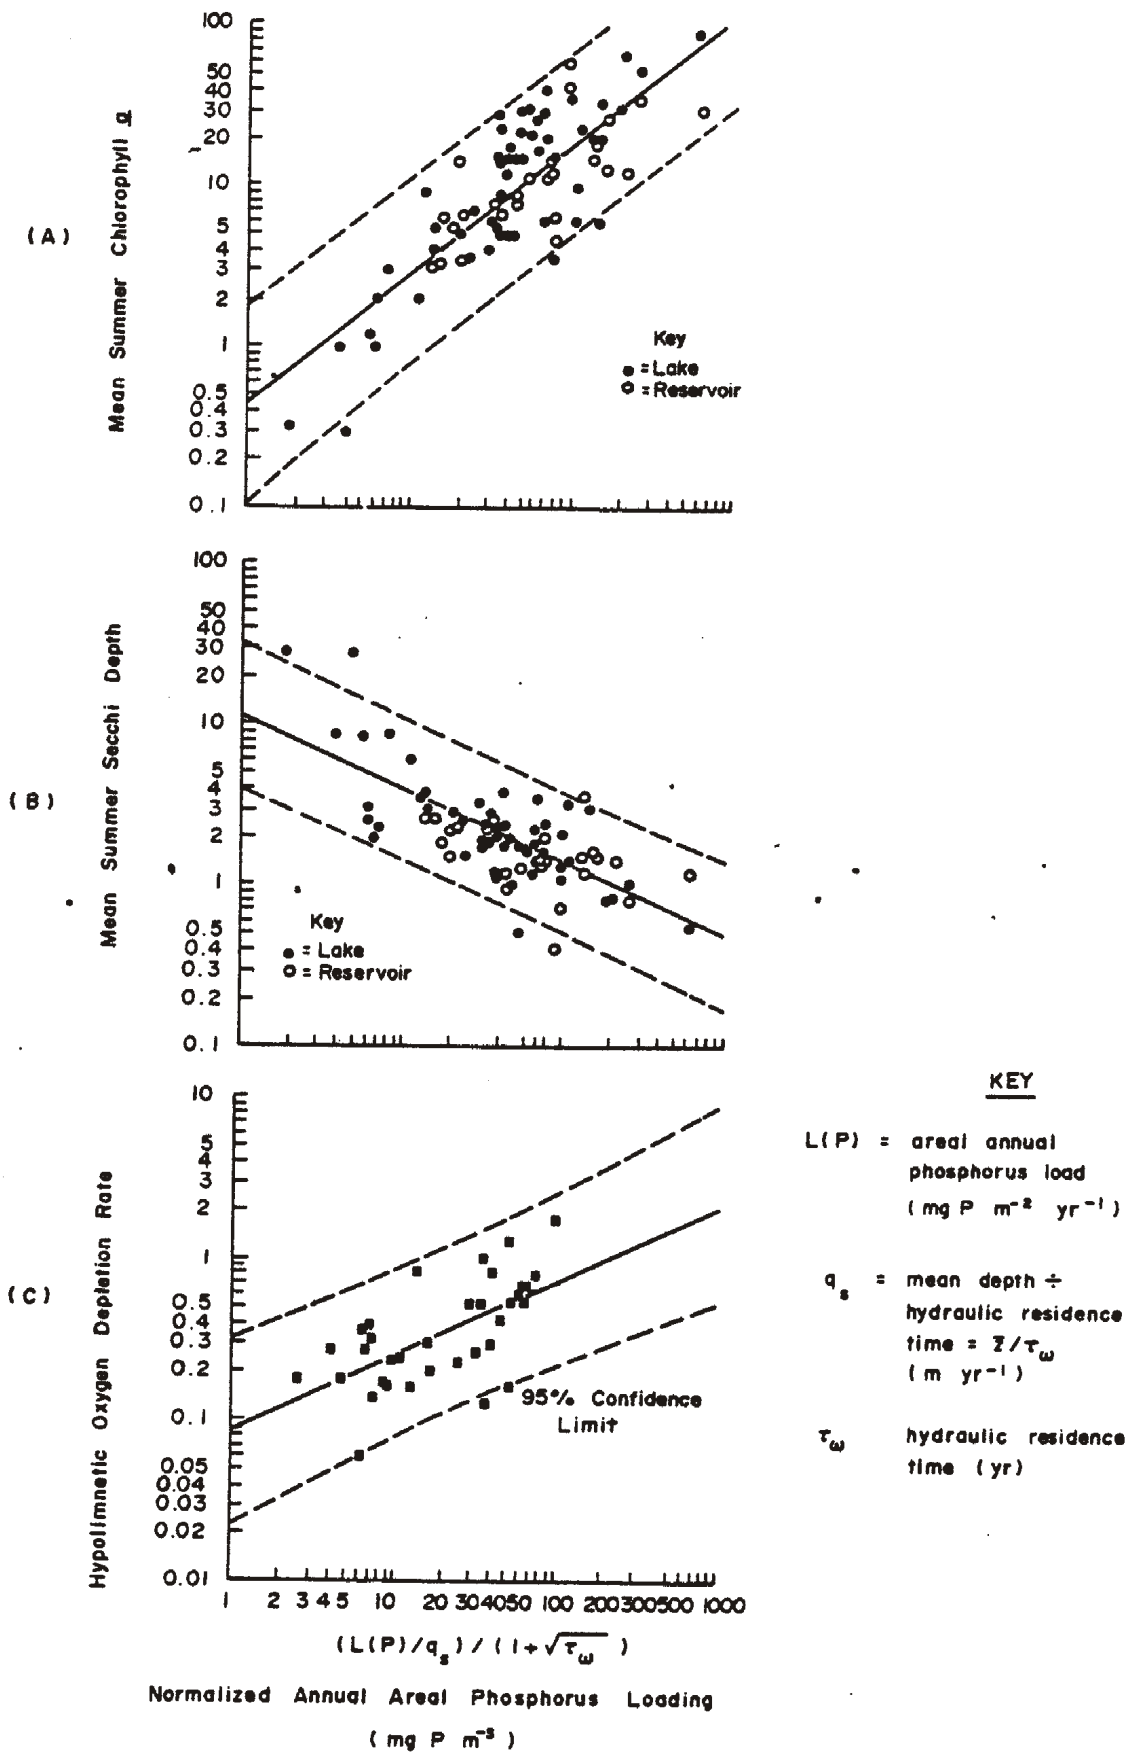 (A)
Mean Summer Chlorophyll a
100
50
40
30
20
10
5
4
3
2
1
0.5
0.4
0.3
0.2
0.1
Key
= Lake
= Reservoir
(B)
Mean Summer Secchi Depth
100
50
40
30
20
10
5
4
3
2
1
0.5
0.4
0.3
0.2
0.1
Key
= Lake
= Reservoir
(C)
Hypolimnetic Oxygen Depletion Rate
10
5
4
3
2
1
0.5
0.4
0.3
0.2
0.1
0.05
0.04
0.03
0.02
0.01
95% Confidence
Limit
1 2 3 4 5 10 20 30 40 50 100 200 300 500 1000
(L(P)/qs)/(1+√τω)
Normalized Annual Areal Phosphorus Loading
(mg P m⁻³)
KEY
L(P) = areal annual
phosphorus load
(mg P m⁻² yr⁻¹)
qs = mean depth ÷
hydraulic residence
time = z̄/τω
(m yr⁻¹)
τω hydraulic residence
time (yr)